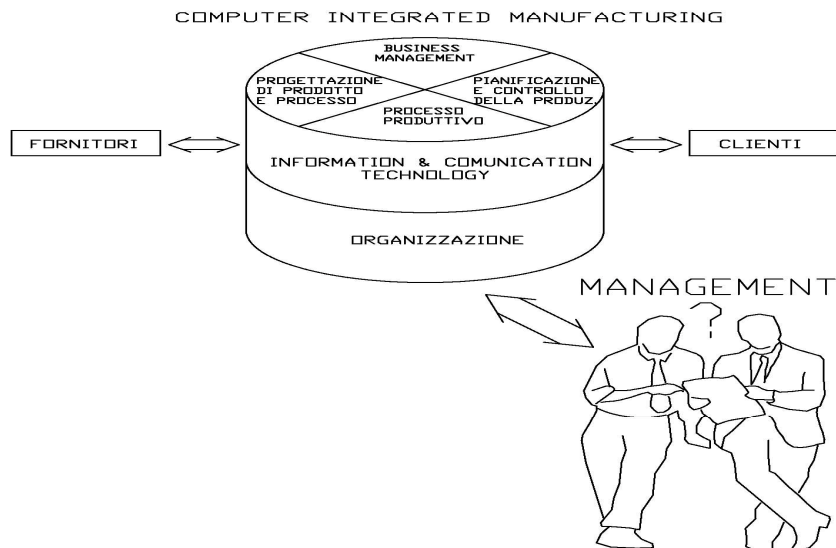 COMPUTER INTEGRATED MANUFACTURING
BUSINESS
MANAGEMENT
PROGETTAZIONE
DI PRODOTTO
E PROCESSO
PIANIFICAZIONE
E CONTROLLO
DELLA PRODUZ.
PROCESSO
PRODUTTIVO
FORNITORI
CLIENTI
INFORMATION & COMUNICATION
TECHNOLOGY
ORGANIZZAZIONE
MANAGEMENT
?